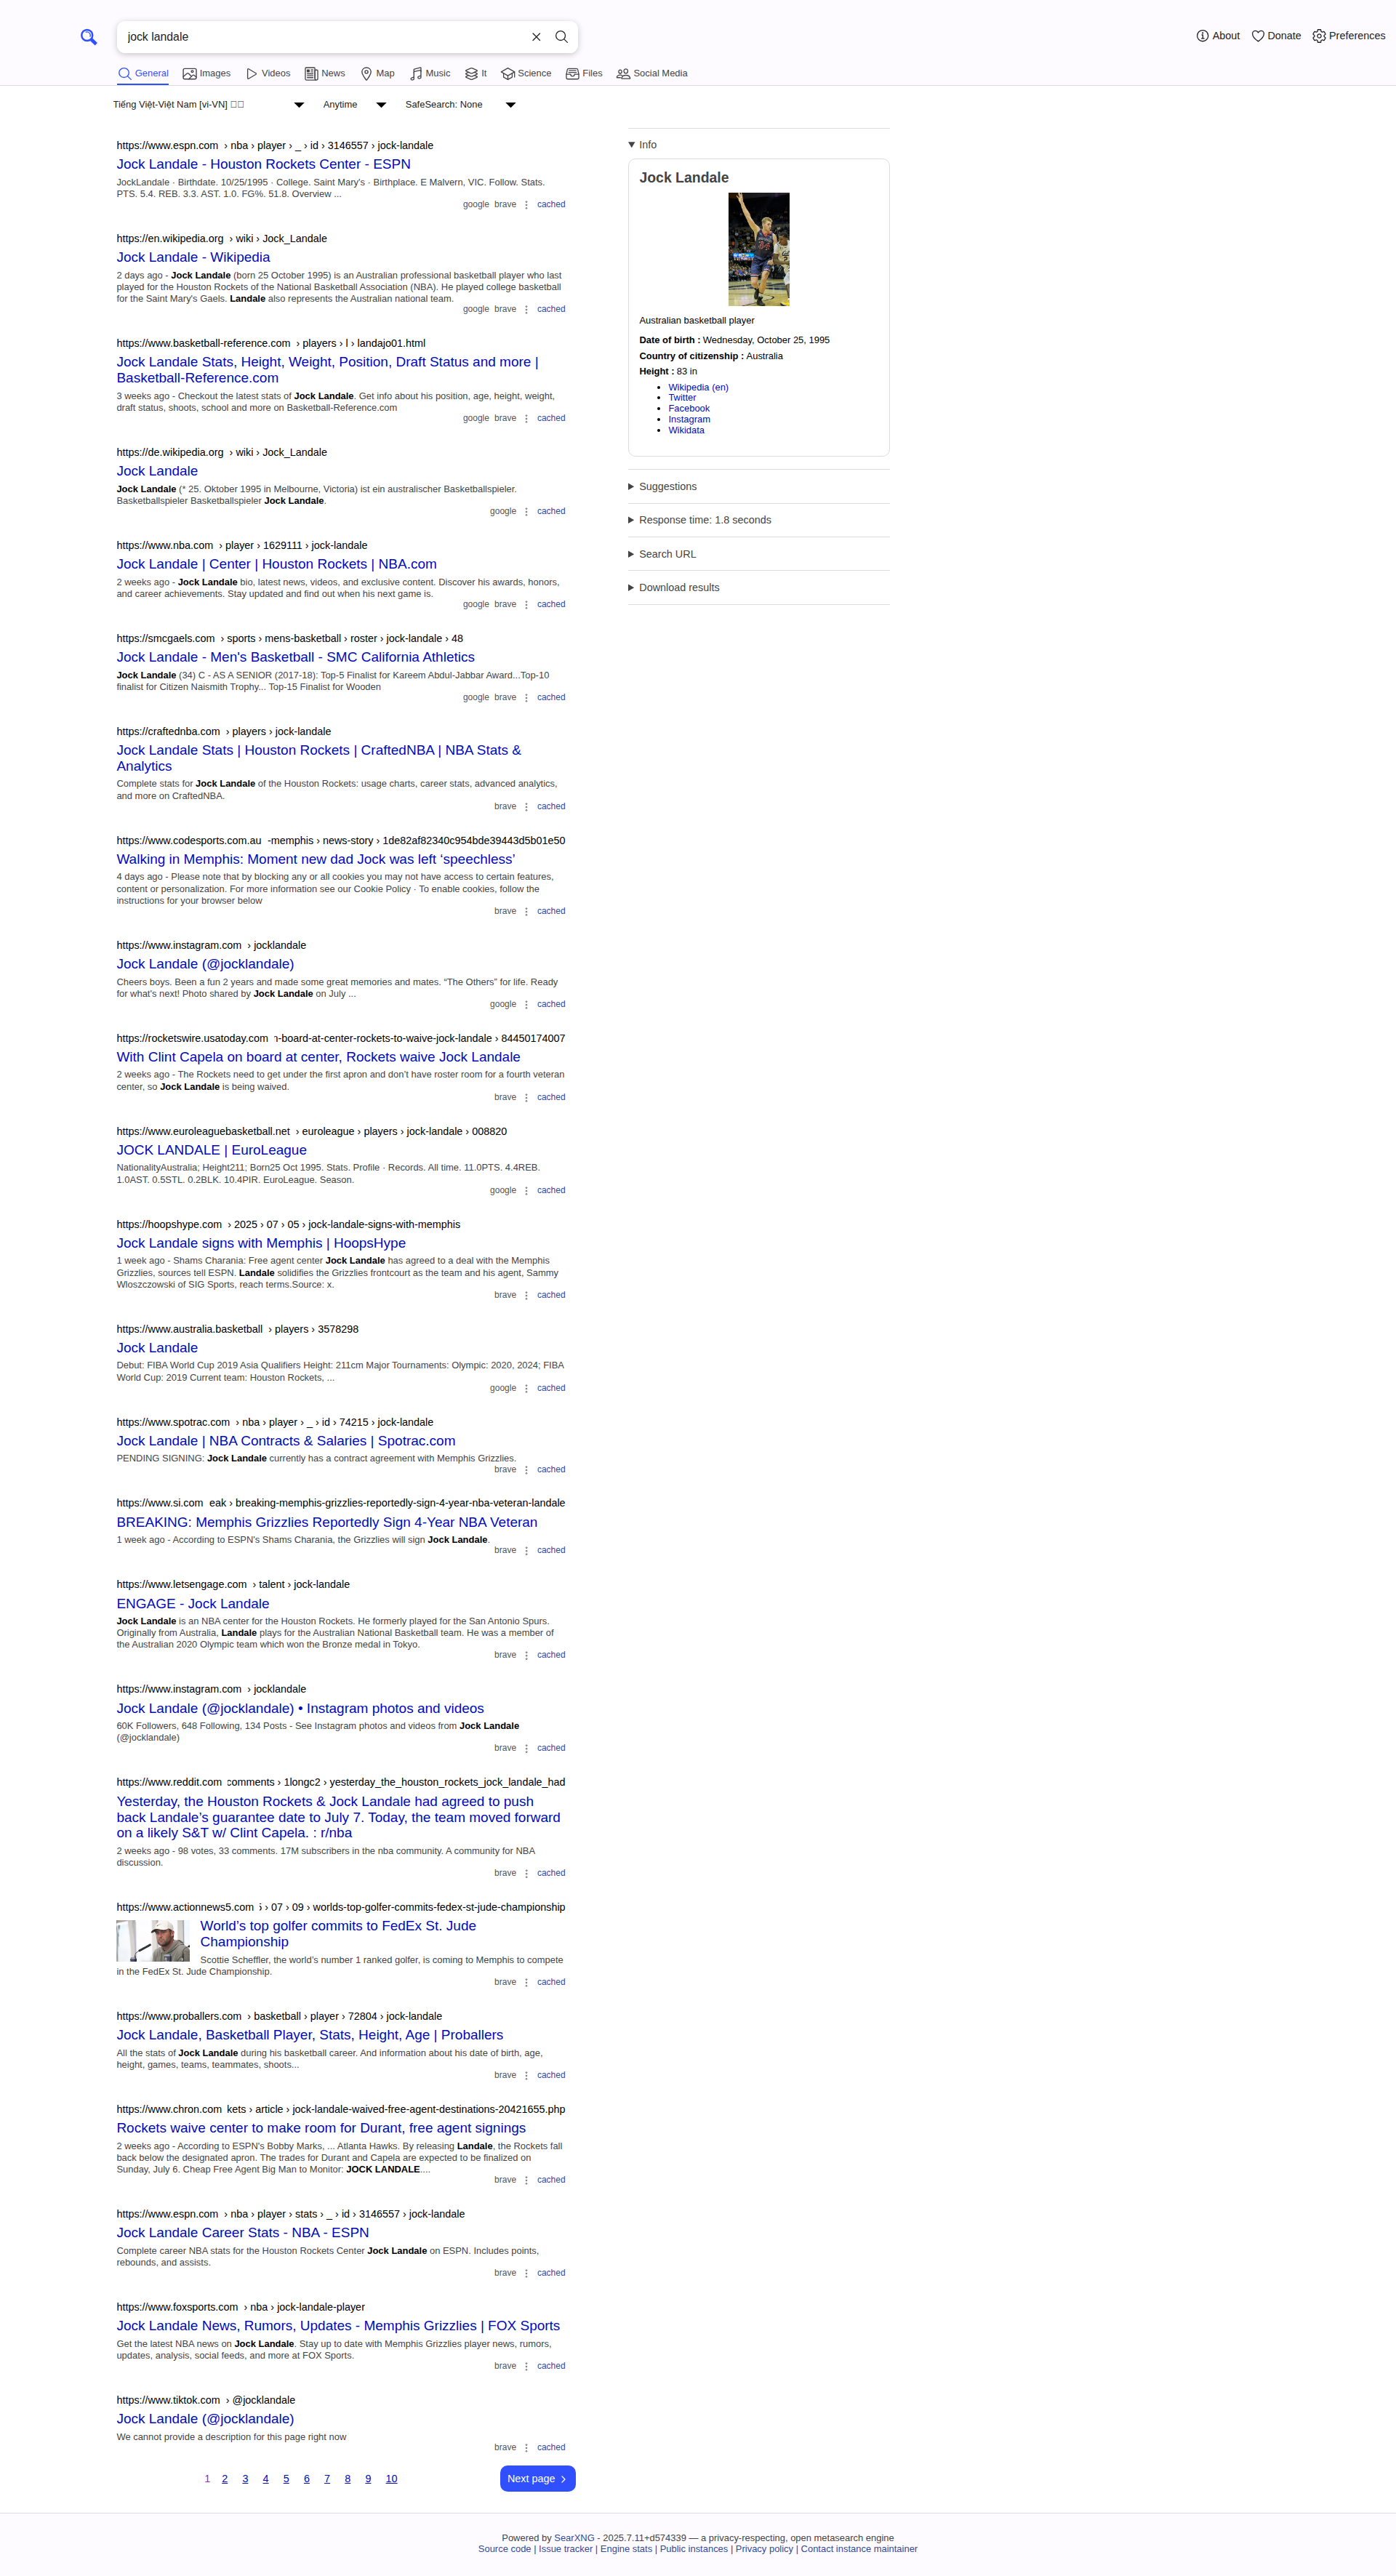 jock landale
About
Donate
Preferences
General
Images
Videos
News
Map
Music
It
Science
Files
Social Media
Tiếng Việt-Việt Nam [vi-VN]
Anytime
SafeSearch: None
https://www.espn.com › nba › player › _ › id › 3146557 › jock-landale
Jock Landale - Houston Rockets Center - ESPN
JockLandale · Birthdate. 10/25/1995 · College. Saint Mary's · Birthplace. E Malvern, VIC. Follow. Stats.
PTS. 5.4. REB. 3.3. AST. 1.0. FG%. 51.8. Overview ...
google brave ⋮ cached
https://en.wikipedia.org › wiki › Jock_Landale
Jock Landale - Wikipedia
2 days ago - Jock Landale (born 25 October 1995) is an Australian professional basketball player who last
played for the Houston Rockets of the National Basketball Association (NBA). He played college basketball
for the Saint Mary's Gaels. Landale also represents the Australian national team.
google brave ⋮ cached
https://www.basketball-reference.com › players › l › landajo01.html
Jock Landale Stats, Height, Weight, Position, Draft Status and more |
Basketball-Reference.com
3 weeks ago - Checkout the latest stats of Jock Landale. Get info about his position, age, height, weight,
draft status, shoots, school and more on Basketball-Reference.com
google brave ⋮ cached
https://de.wikipedia.org › wiki › Jock_Landale
Jock Landale
Jock Landale (* 25. Oktober 1995 in Melbourne, Victoria) ist ein australischer Basketballspieler.
Basketballspieler Basketballspieler Jock Landale.
google ⋮ cached
https://www.nba.com › player › 1629111 › jock-landale
Jock Landale | Center | Houston Rockets | NBA.com
2 weeks ago - Jock Landale bio, latest news, videos, and exclusive content. Discover his awards, honors,
and career achievements. Stay updated and find out when his next game is.
google brave ⋮ cached
https://smcgaels.com › sports › mens-basketball › roster › jock-landale › 48
Jock Landale - Men's Basketball - SMC California Athletics
Jock Landale (34) C - AS A SENIOR (2017-18): Top-5 Finalist for Kareem Abdul-Jabbar Award...Top-10
finalist for Citizen Naismith Trophy... Top-15 Finalist for Wooden
google brave ⋮ cached
https://craftednba.com › players › jock-landale
Jock Landale Stats | Houston Rockets | CraftedNBA | NBA Stats &
Analytics
Complete stats for Jock Landale of the Houston Rockets: usage charts, career stats, advanced analytics,
and more on CraftedNBA.
brave ⋮ cached
https://www.codesports.com.au -memphis › news-story › 1de82af82340c954bde39443d5b01e50
Walking in Memphis: Moment new dad Jock was left ‘speechless’
4 days ago - Please note that by blocking any or all cookies you may not have access to certain features,
content or personalization. For more information see our Cookie Policy · To enable cookies, follow the
instructions for your browser below
brave ⋮ cached
https://www.instagram.com › jocklandale
Jock Landale (@jocklandale)
Cheers boys. Been a fun 2 years and made some great memories and mates. “The Others” for life. Ready
for what's next! Photo shared by Jock Landale on July ...
google ⋮ cached
https://rocketswire.usatoday.com -board-at-center-rockets-to-waive-jock-landale › 84450174007
With Clint Capela on board at center, Rockets waive Jock Landale
2 weeks ago - The Rockets need to get under the first apron and don’t have roster room for a fourth veteran
center, so Jock Landale is being waived.
brave ⋮ cached
https://www.euroleaguebasketball.net › euroleague › players › jock-landale › 008820
JOCK LANDALE | EuroLeague
NationalityAustralia; Height211; Born25 Oct 1995. Stats. Profile · Records. All time. 11.0PTS. 4.4REB.
1.0AST. 0.5STL. 0.2BLK. 10.4PIR. EuroLeague. Season.
google ⋮ cached
https://hoopshype.com › 2025 › 07 › 05 › jock-landale-signs-with-memphis
Jock Landale signs with Memphis | HoopsHype
1 week ago - Shams Charania: Free agent center Jock Landale has agreed to a deal with the Memphis
Grizzlies, sources tell ESPN. Landale solidifies the Grizzlies frontcourt as the team and his agent, Sammy
Wloszczowski of SIG Sports, reach terms.Source: x.
brave ⋮ cached
https://www.australia.basketball › players › 3578298
Jock Landale
Debut: FIBA World Cup 2019 Asia Qualifiers Height: 211cm Major Tournaments: Olympic: 2020, 2024; FIBA
World Cup: 2019 Current team: Houston Rockets, ...
google ⋮ cached
https://www.spotrac.com › nba › player › _ › id › 74215 › jock-landale
Jock Landale | NBA Contracts & Salaries | Spotrac.com
PENDING SIGNING: Jock Landale currently has a contract agreement with Memphis Grizzlies.
brave ⋮ cached
https://www.si.com eak › breaking-memphis-grizzlies-reportedly-sign-4-year-nba-veteran-landale
BREAKING: Memphis Grizzlies Reportedly Sign 4-Year NBA Veteran
1 week ago - According to ESPN's Shams Charania, the Grizzlies will sign Jock Landale.
brave ⋮ cached
https://www.letsengage.com › talent › jock-landale
ENGAGE - Jock Landale
Jock Landale is an NBA center for the Houston Rockets. He formerly played for the San Antonio Spurs.
Originally from Australia, Landale plays for the Australian National Basketball team. He was a member of
the Australian 2020 Olympic team which won the Bronze medal in Tokyo.
brave ⋮ cached
https://www.instagram.com › jocklandale
Jock Landale (@jocklandale) • Instagram photos and videos
60K Followers, 648 Following, 134 Posts - See Instagram photos and videos from Jock Landale
(@jocklandale)
brave ⋮ cached
https://www.reddit.com comments › 1longc2 › yesterday_the_houston_rockets_jock_landale_had
Yesterday, the Houston Rockets & Jock Landale had agreed to push
back Landale’s guarantee date to July 7. Today, the team moved forward
on a likely S&T w/ Clint Capela. : r/nba
2 weeks ago - 98 votes, 33 comments. 17M subscribers in the nba community. A community for NBA
discussion.
brave ⋮ cached
https://www.actionnews5.com › 07 › 09 › worlds-top-golfer-commits-fedex-st-jude-championship
World’s top golfer commits to FedEx St. Jude
Championship
Scottie Scheffler, the world’s number 1 ranked golfer, is coming to Memphis to compete
in the FedEx St. Jude Championship.
brave ⋮ cached
https://www.proballers.com › basketball › player › 72804 › jock-landale
Jock Landale, Basketball Player, Stats, Height, Age | Proballers
All the stats of Jock Landale during his basketball career. And information about his date of birth, age,
height, games, teams, teammates, shoots...
brave ⋮ cached
https://www.chron.com kets › article › jock-landale-waived-free-agent-destinations-20421655.php
Rockets waive center to make room for Durant, free agent signings
2 weeks ago - According to ESPN's Bobby Marks, ... Atlanta Hawks. By releasing Landale, the Rockets fall
back below the designated apron. The trades for Durant and Capela are expected to be finalized on
Sunday, July 6. Cheap Free Agent Big Man to Monitor: JOCK LANDALE....
brave ⋮ cached
https://www.espn.com › nba › player › stats › _ › id › 3146557 › jock-landale
Jock Landale Career Stats - NBA - ESPN
Complete career NBA stats for the Houston Rockets Center Jock Landale on ESPN. Includes points,
rebounds, and assists.
brave ⋮ cached
https://www.foxsports.com › nba › jock-landale-player
Jock Landale News, Rumors, Updates - Memphis Grizzlies | FOX Sports
Get the latest NBA news on Jock Landale. Stay up to date with Memphis Grizzlies player news, rumors,
updates, analysis, social feeds, and more at FOX Sports.
brave ⋮ cached
https://www.tiktok.com › @jocklandale
Jock Landale (@jocklandale)
We cannot provide a description for this page right now
brave ⋮ cached
1 2 3 4 5 6 7 8 9 10
Next page
Info
Jock Landale
Australian basketball player
Date of birth : Wednesday, October 25, 1995
Country of citizenship : Australia
Height : 83 in
Wikipedia (en)
Twitter
Facebook
Instagram
Wikidata
Suggestions
Response time: 1.8 seconds
Search URL
Download results
Powered by SearXNG - 2025.7.11+d574339 — a privacy-respecting, open metasearch engine
Source code | Issue tracker | Engine stats | Public instances | Privacy policy | Contact instance maintainer